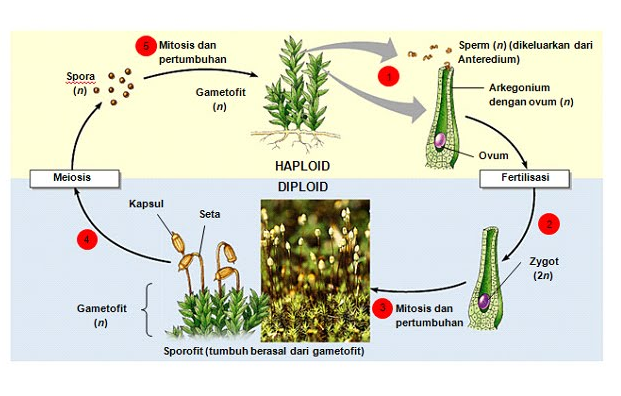 5
Mitosis dan
pertumbuhan
Spora
(n)
Gametofit
(n)
1
Sperm (n) (dikeluarkan dari
Anteredium)
Arkegonium
dengan ovum (n)
Ovum
HAPLOID
Meiosis
Fertilisasi
DIPLOID
Kapsul
Seta
2
4
Zygot
(2n)
Gametofit
(n)
3
Mitosis dan
pertumbuhan
Sporofit (tumbuh berasal dari gametofit)